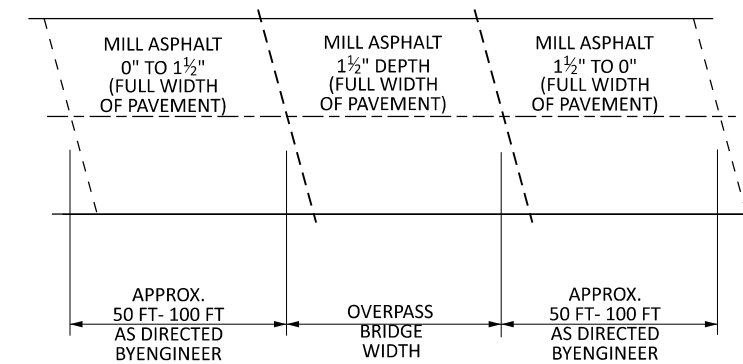 MILL ASPHALT
0" TO 1½"
(FULL WIDTH
OF PAVEMENT)
MILL ASPHALT
1½" DEPTH
(FULL WIDTH
OF PAVEMENT)
MILL ASPHALT
1½" TO 0"
(FULL WIDTH
OF PAVEMENT)
APPROX.
50 FT- 100 FT
AS DIRECTED
BYENGINEER
OVERPASS
BRIDGE
WIDTH
APPROX.
50 FT- 100 FT
AS DIRECTED
BYENGINEER